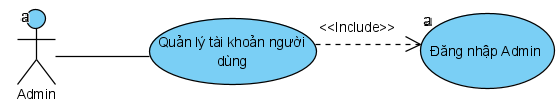 a
<<Include>>
a
Quản lý tài khoản người
dùng
Đăng nhập Admin
Admin